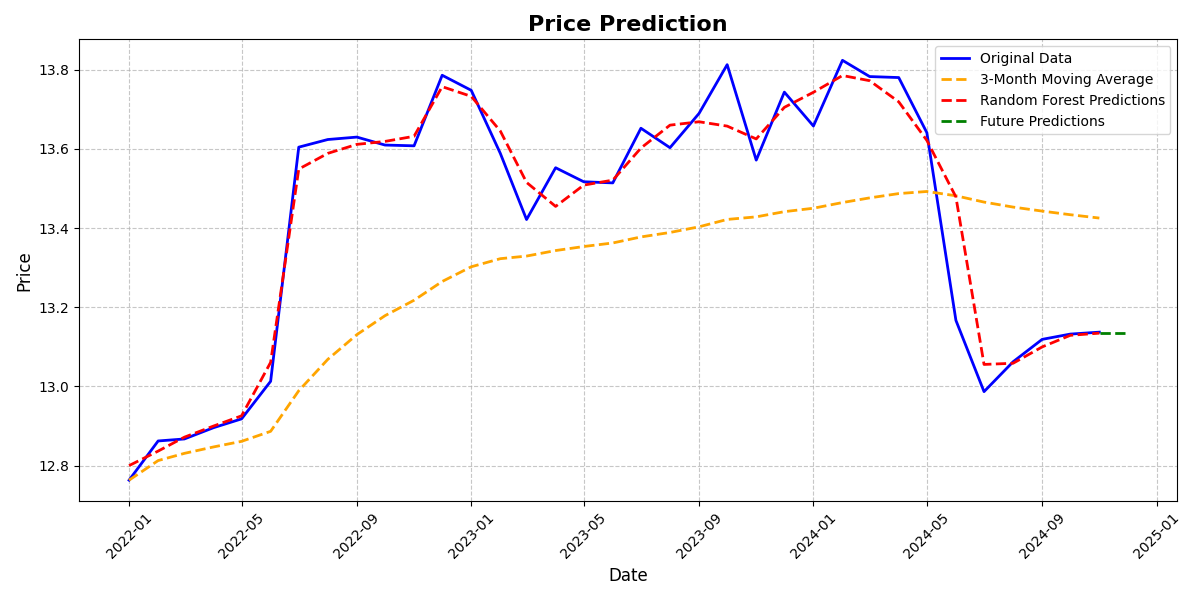 Price Prediction
Original Data
3-Month Moving Average
Random Forest Predictions
Future Predictions
Price
13.8
13.6
13.4
13.2
13.0
12.8
2022-01
2022-05
2022-09
2023-01
2023-05
2023-09
2024-01
2024-05
2024-09
2025-01
Date